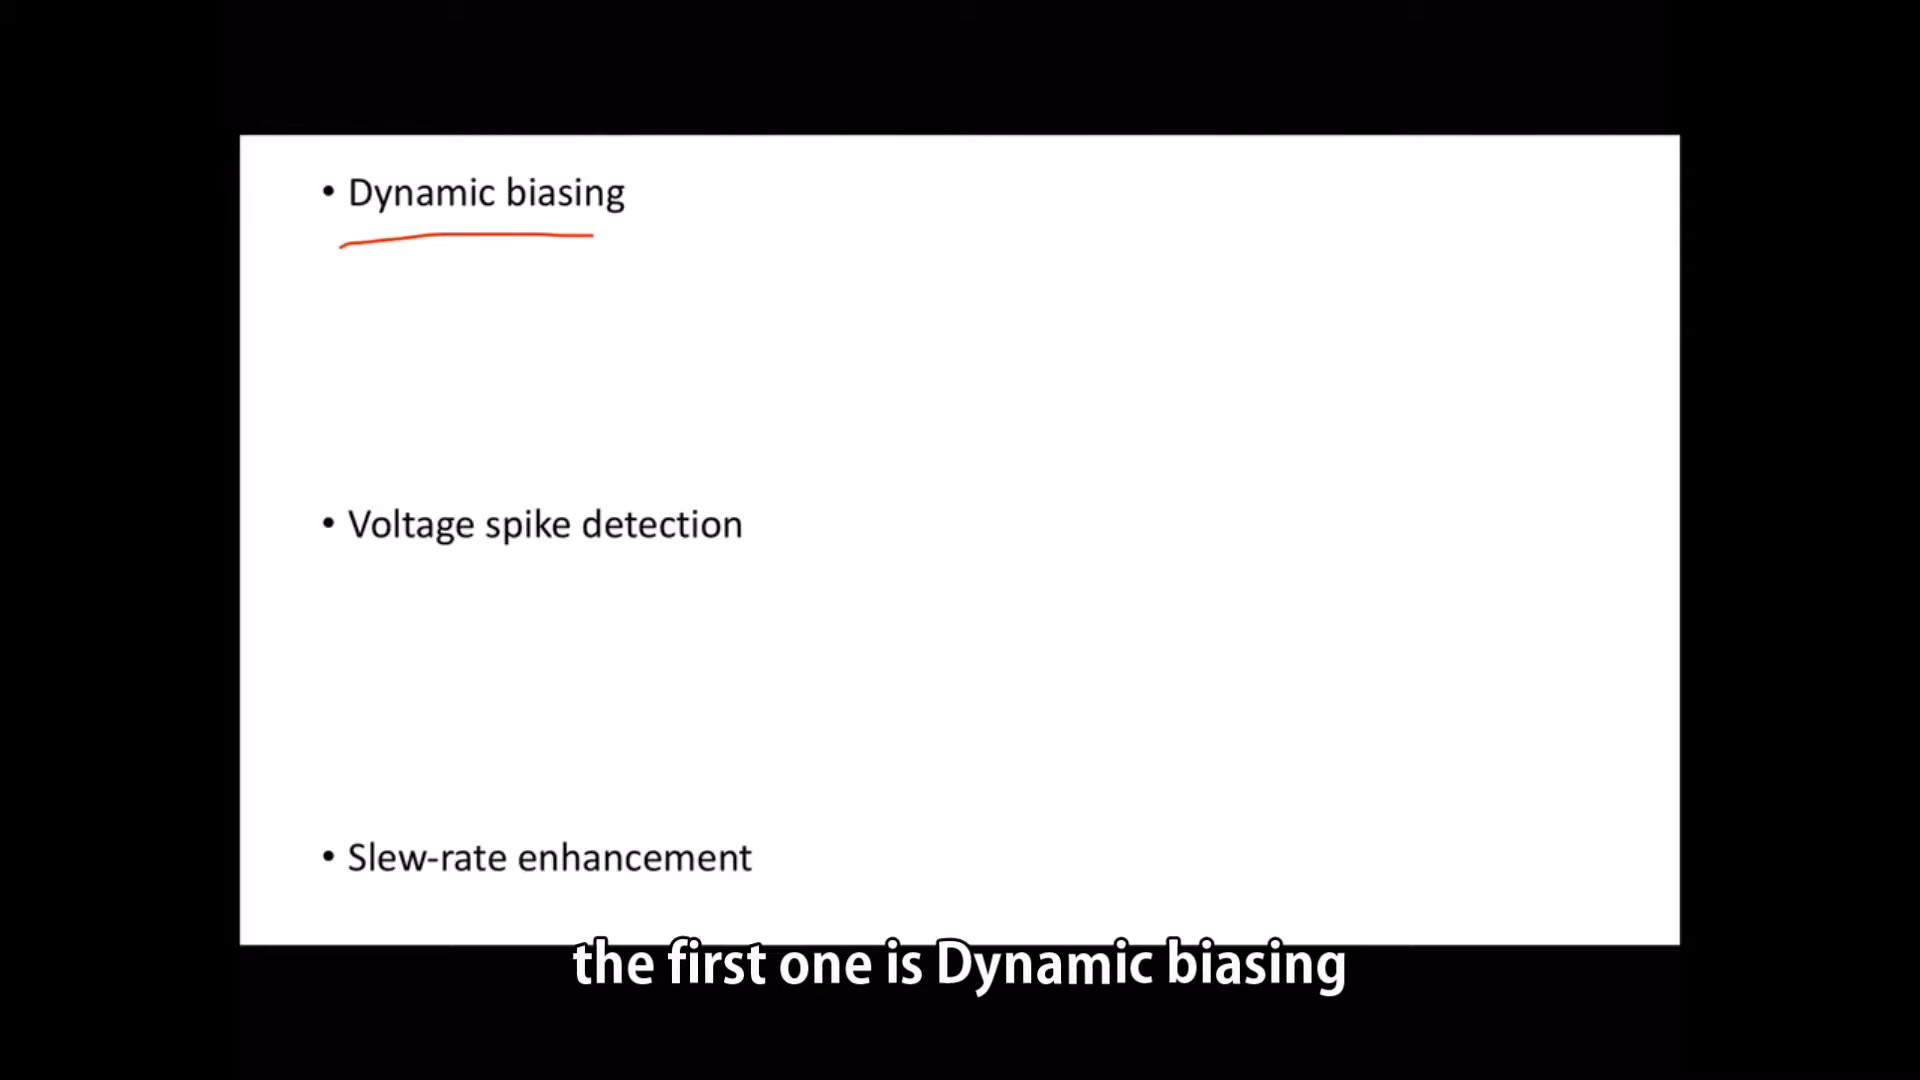 • Dynamic biasing
• Voltage spike detection
• Slew-rate enhancement
the first one is Dynamic biasing